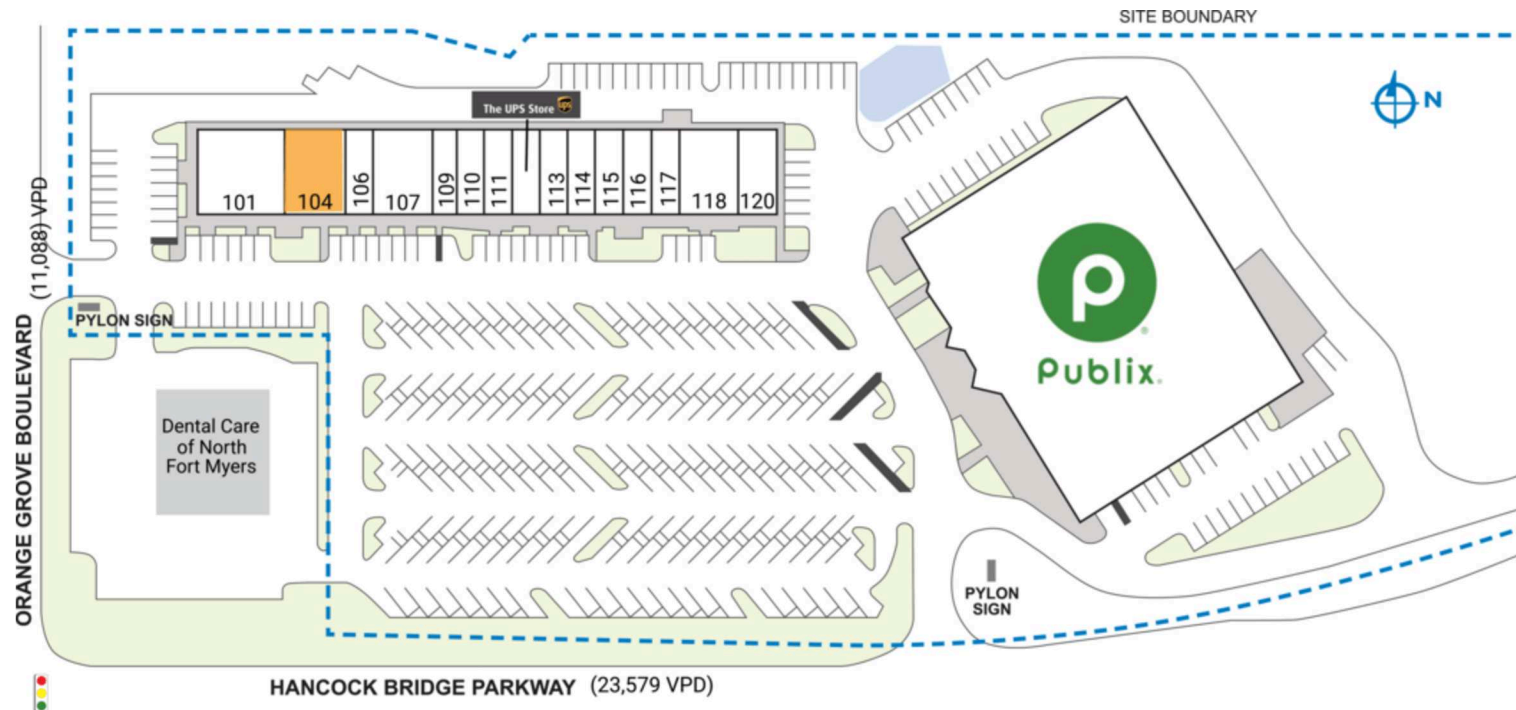 SITE BOUNDARY
N
The UPS Store ups
101
104
106
107
109
110
111
113
114
115
116
117
118
120
(11,088) VPD
ORANGE GROVE BOULEVARD
PYLON SIGN
Dental Care
of North
Fort Myers
P
Publix®
PYLON
SIGN
HANCOCK BRIDGE PARKWAY (23,579 VPD)